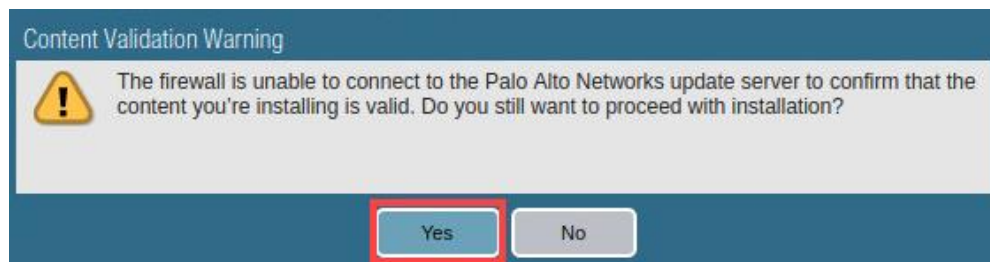 Content Validation Warning
The firewall is unable to connect to the Palo Alto Networks update server to confirm that the
content you're installing is valid. Do you still want to proceed with installation?
Yes No